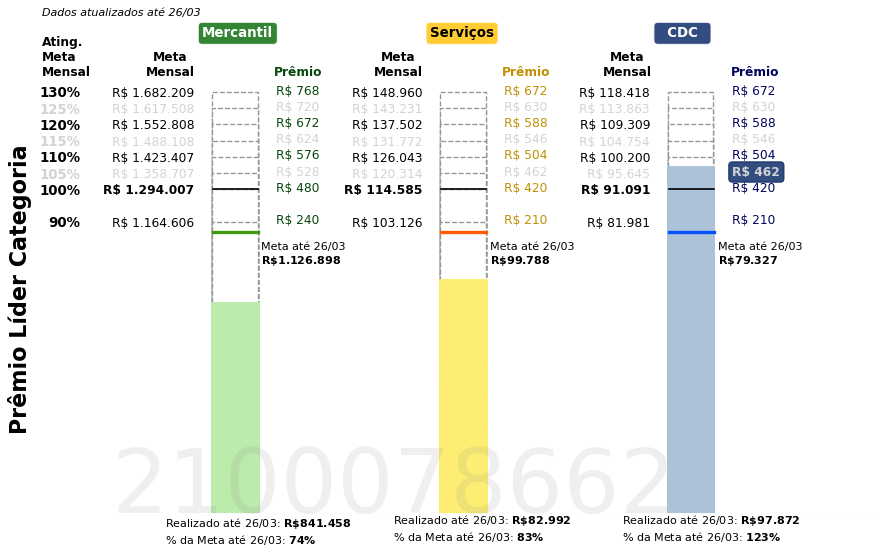 Dados atualizados até 26/03
Mercantil Serviços CDC
Ating.
Meta
Mensal
Meta
Mensal Prêmio
Meta
Mensal Prêmio
Meta
Mensal Prêmio
130% R$ 1.682.209 R$ 768 R$ 148.960 R$ 672 R$ 118.418 R$ 672
125% R$ 1.617.508 R$ 720 R$ 143.231 R$ 630 R$ 113.863 R$ 630
120% R$ 1.552.808 R$ 672 R$ 137.502 R$ 588 R$ 109.309 R$ 588
115% R$ 1.488.108 R$ 624 R$ 131.772 R$ 546 R$ 104.754 R$ 546
110% R$ 1.423.407 R$ 576 R$ 126.043 R$ 504 R$ 100.200 R$ 504
105% R$ 1.358.707 R$ 528 R$ 120.314 R$ 462 R$ 95.645 R$ 462
100% R$ 1.294.007 R$ 480 R$ 114.585 R$ 420 R$ 91.091 R$ 420
90% R$ 1.164.606 R$ 240 R$ 103.126 R$ 210 R$ 81.981 R$ 210
Meta até 26/03
R$1.126.898
Meta até 26/03
R$99.788
Meta até 26/03
R$79.327
Prêmio Líder Categoria
2100078662
Realizado até 26/03: R$841.458
% da Meta até 26/03: 74%
Realizado até 26/03: R$82.992
% da Meta até 26/03: 83%
Realizado até 26/03: R$97.872
% da Meta até 26/03: 123%